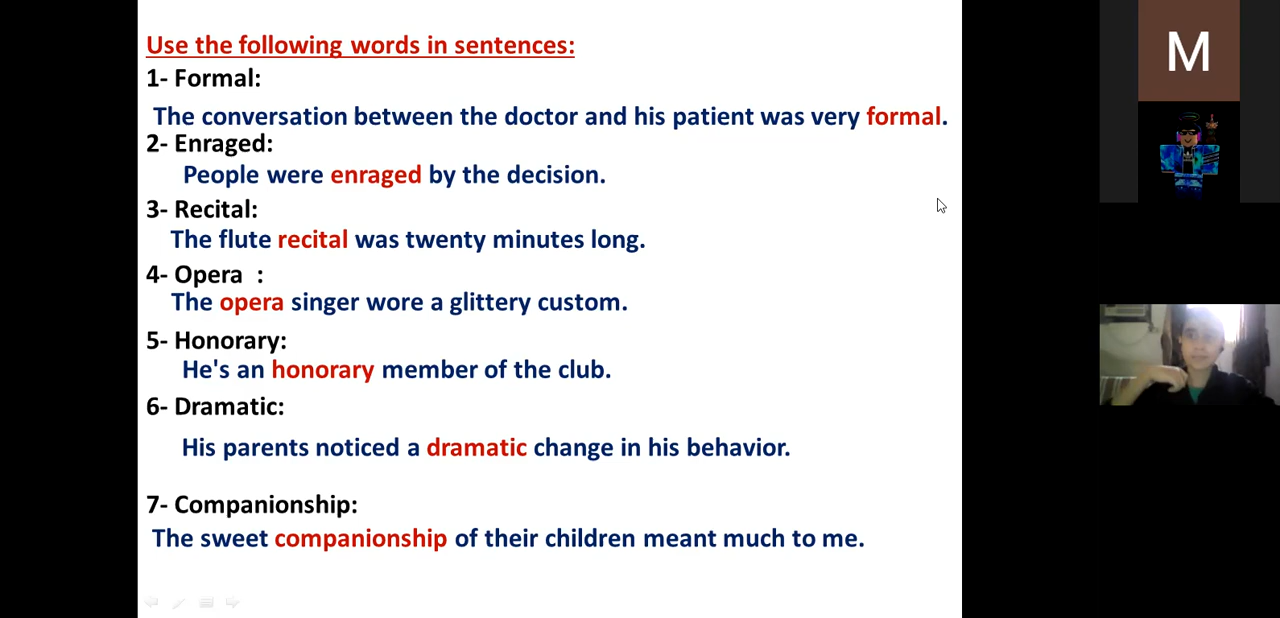 Use the following words in sentences:
1- Formal:
The conversation between the doctor and his patient was very formal.
2- Enraged:
People were enraged by the decision.
3- Recital:
The flute recital was twenty minutes long.
4- Opera :
The opera singer wore a glittery custom.
5- Honorary:
He's an honorary member of the club.
6- Dramatic:
His parents noticed a dramatic change in his behavior.
7- Companionship:
The sweet companionship of their children meant much to me.
M